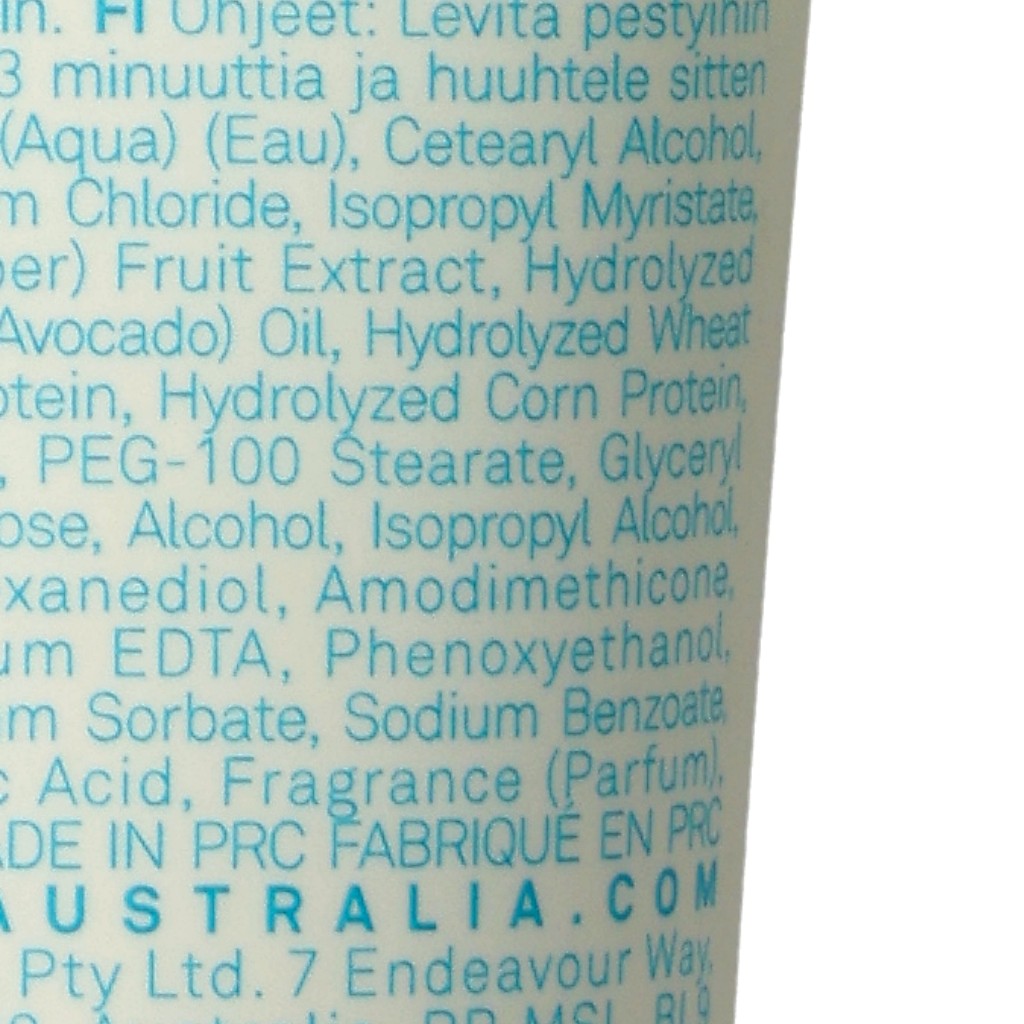 in. FI Ohjeet: Levitä pestyihin
3 minuuttia ja huuhtele sitten
(Aqua) (Eau), Cetearyl Alcohol,
m Chloride, Isopropyl Myristate,
ber) Fruit Extract, Hydrolyzed
Avocado) Oil, Hydrolyzed Wheat
otein, Hydrolyzed Corn Protein,
, PEG-100 Stearate, Glyceryl
ose, Alcohol, Isopropyl Alcohol,
xanediol, Amodimethicone,
um EDTA, Phenoxyethanol,
m Sorbate, Sodium Benzoate,
c Acid, Fragrance (Parfum).
ADE IN PRC FABRIQUÉ EN PRC
AUSTRALIA.COM
Pty Ltd. 7 Endeavour Way,
Australia.